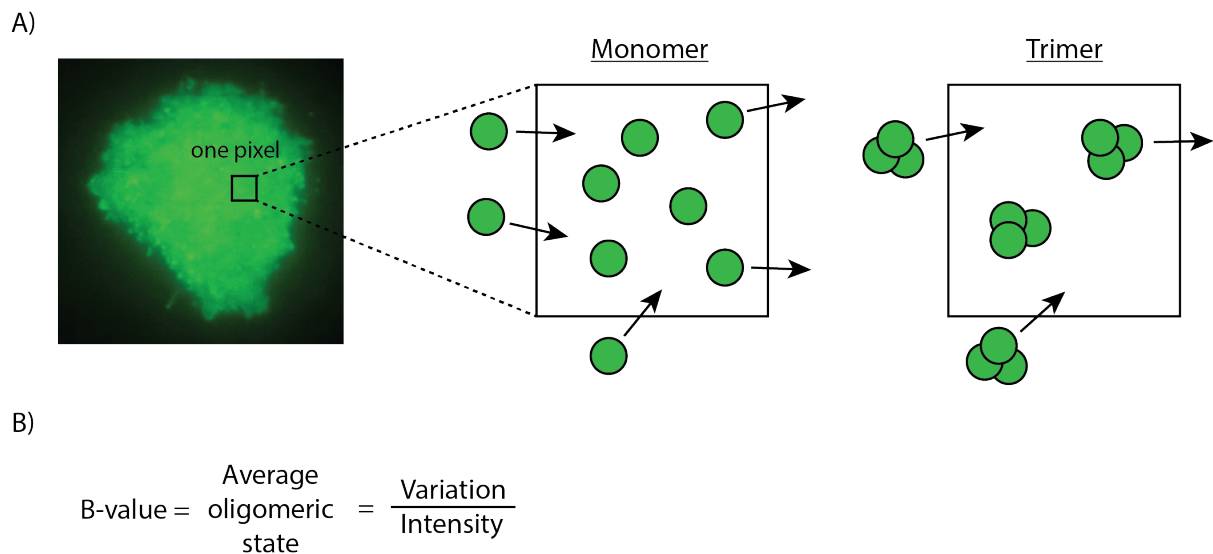 A)
Monomer
Trimer
one pixel
B)
B-value = Average oligomeric state = Variation / Intensity